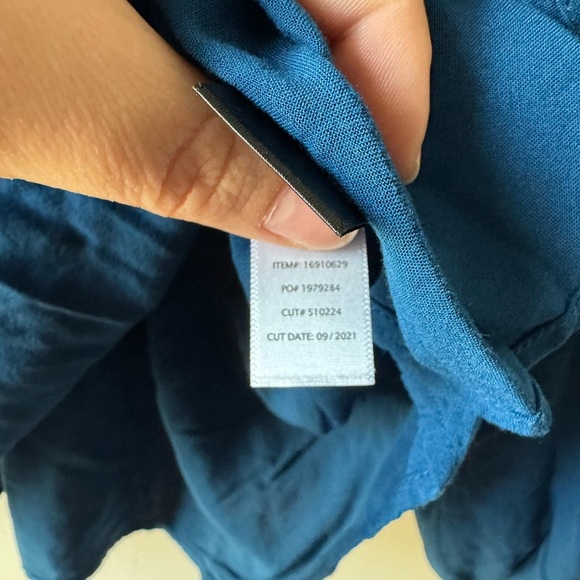 ITEM#: 16910629
PO# 1979284
CUT# 510224
CUT DATE: 09/2021